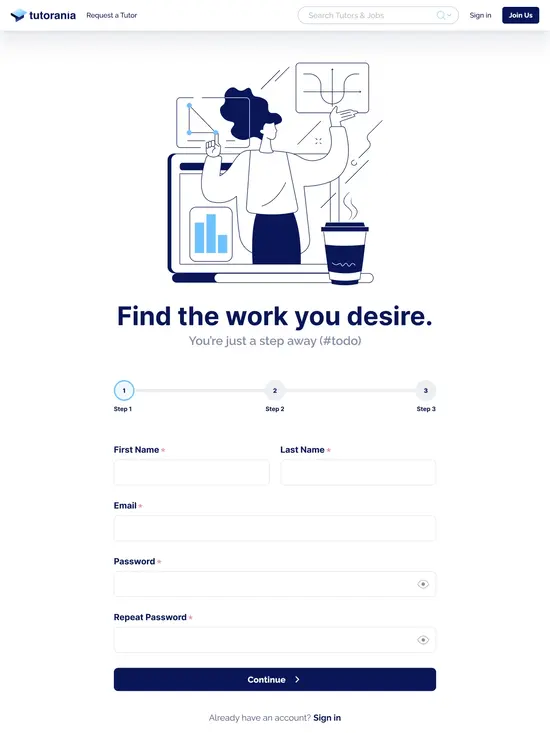 tutorania Request a Tutor Search Tutors & Jobs Sign in Join Us
Find the work you desire.
You're just a step away (#todo)
1 2 3
Step 1 Step 2 Step 3
First Name * Last Name *
Email *
Password *
Repeat Password *
Continue
Already have an account? Sign in